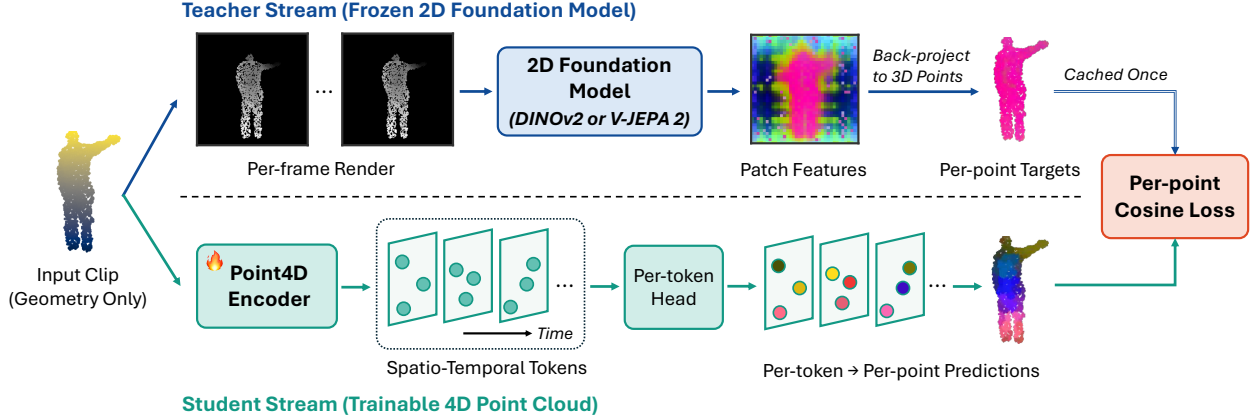 Teacher Stream (Frozen 2D Foundation Model)
2D Foundation
Model
(DINOv2 or V-JEPA 2)
...
Back-project
to 3D Points
Cached Once
Per-frame Render
Patch Features
Per-point Targets
Per-point
Cosine Loss
Input Clip
(Geometry Only)
Point4D
Encoder
...
Time
Spatio-Temporal Tokens
Per-token
Head
...
Per-token → Per-point Predictions
Student Stream (Trainable 4D Point Cloud)